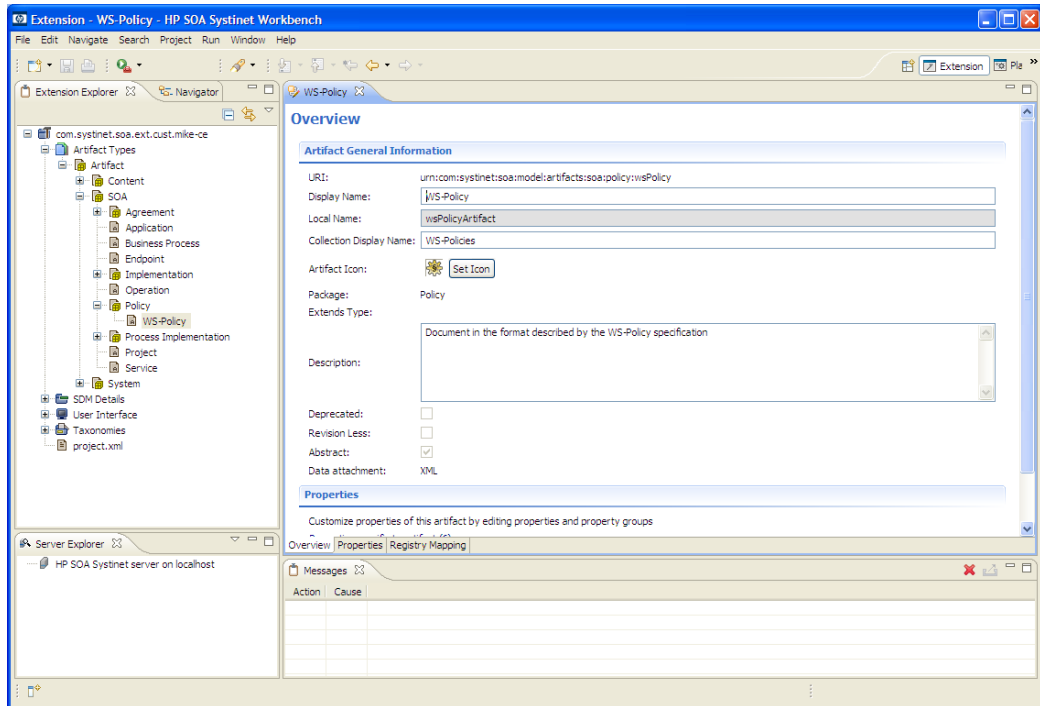 Extension - WS-Policy - HP SOA Systinet Workbench
File Edit Navigate Search Project Run Window Help
Extension
Extension Explorer
Navigator
com.systinet.soa.ext.cust.mike-ce
Artifact Types
Artifact
Content
SOA
Agreement
Application
Business Process
Endpoint
Implementation
Operation
Policy
WS-Policy
Process Implementation
Project
Service
System
SDM Details
User Interface
Taxonomies
project.xml
WS-Policy
Overview
Artifact General Information
URI: urn:com:systinet:soa:model:artifacts:soa:policy:wsPolicy
Display Name: WS-Policy
Local Name: wsPolicyArtifact
Collection Display Name: WS-Policies
Artifact Icon: Set Icon
Package: Policy
Extends Type:
Description: Document in the format described by the WS-Policy specification
Deprecated:
Revision Less:
Abstract:
Data attachment: XML
Properties
Customize properties of this artifact by editing properties and property groups
Overview Properties Registry Mapping
Server Explorer
HP SOA Systinet server on localhost
Messages
Action Cause